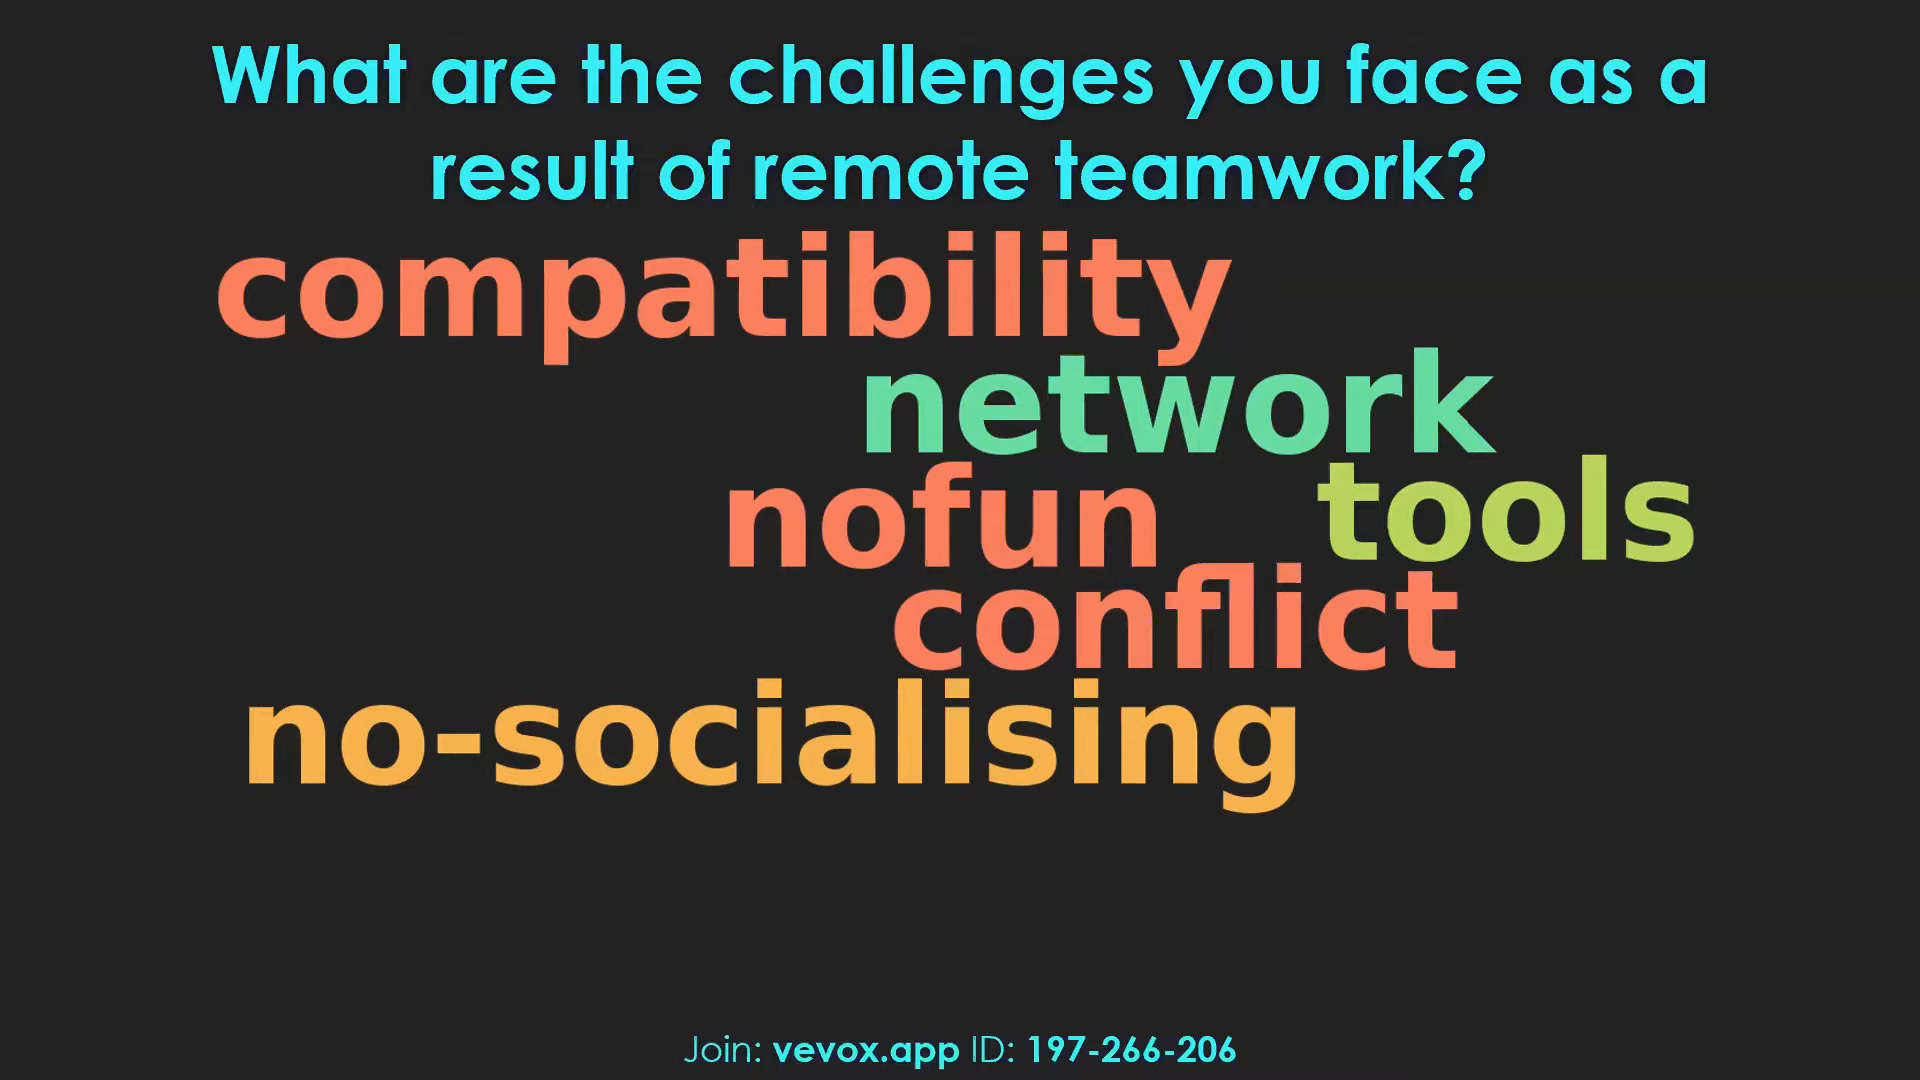 What are the challenges you face as a
result of remote teamwork?
compatibility
network
nofun
tools
conflict
no-socialising
Join: vevox.app ID: 197-266-206